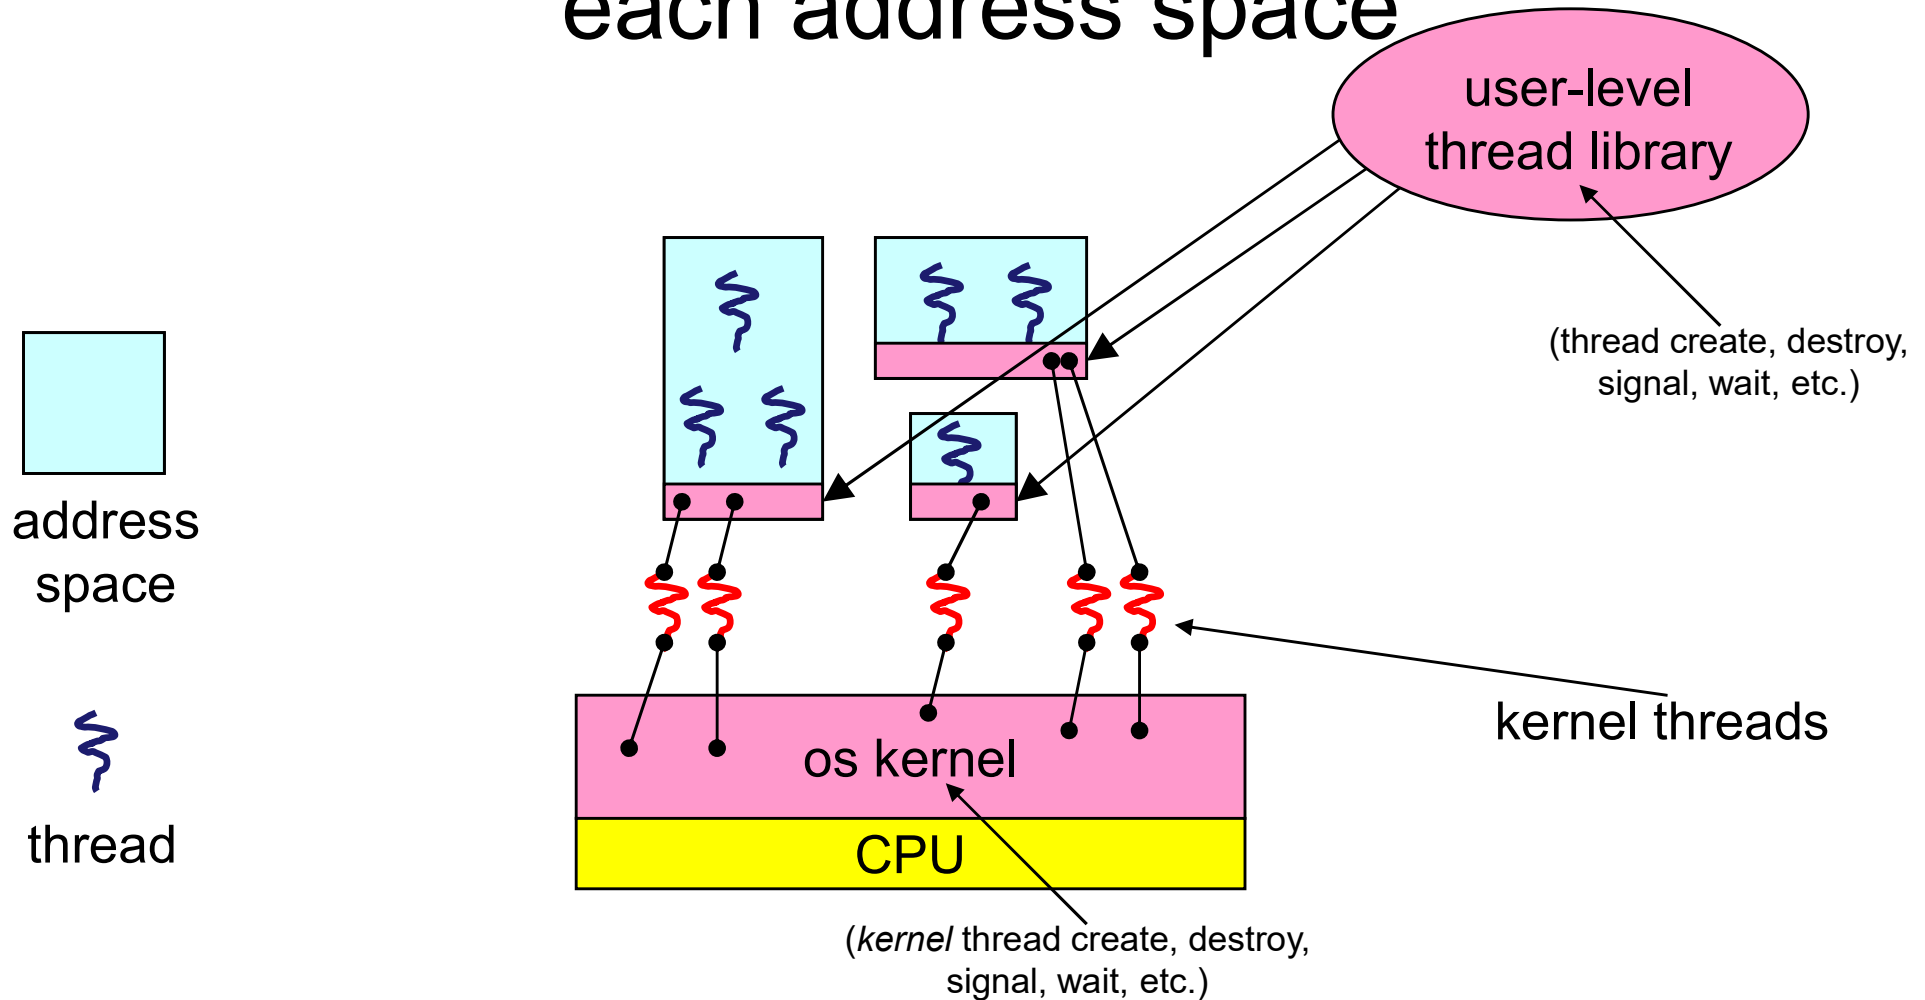 each address space
user-level
thread library
(thread create, destroy,
signal, wait, etc.)
address
space
thread
kernel threads
os kernel
CPU
(kernel thread create, destroy,
signal, wait, etc.)